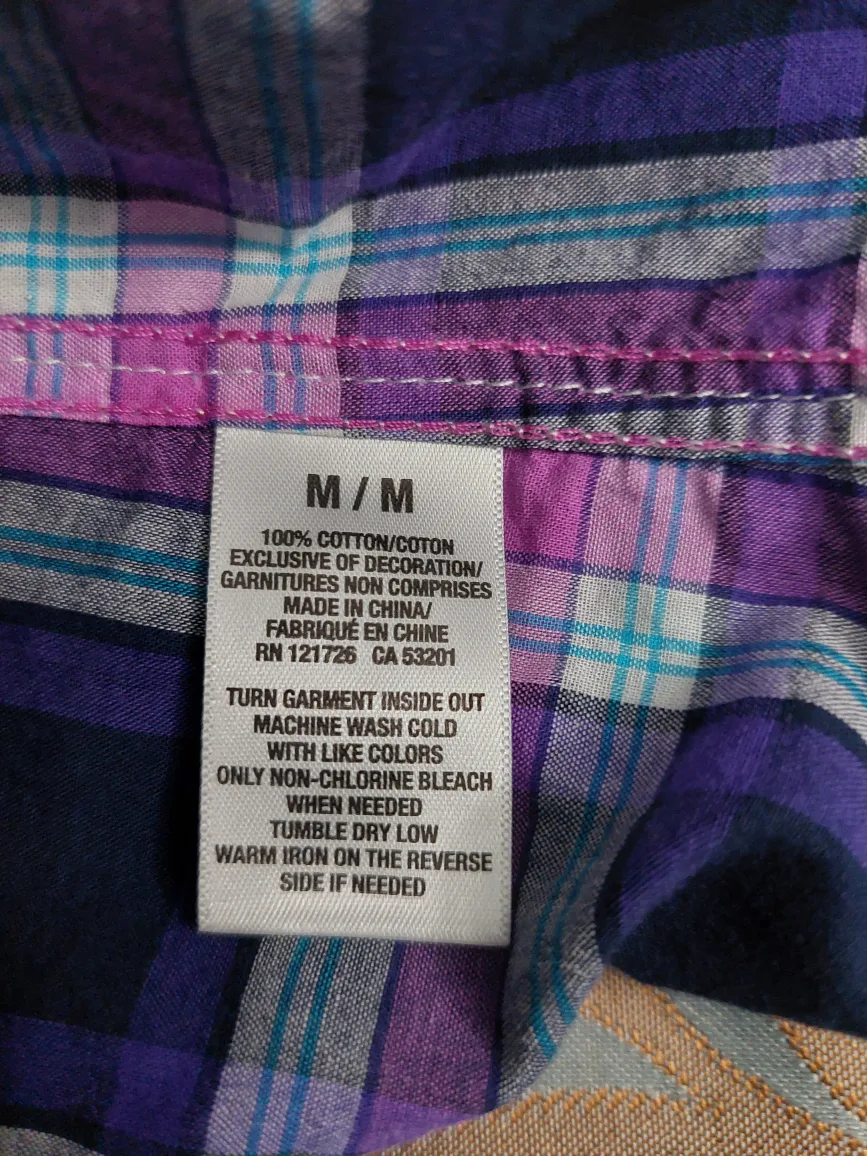 M / M
100% COTTON/COTON
EXCLUSIVE OF DECORATION/
GARNITURES NON COMPRISES
MADE IN CHINA/
FABRIQUÉ EN CHINE
RN 121726 CA 53201
TURN GARMENT INSIDE OUT
MACHINE WASH COLD
WITH LIKE COLORS
ONLY NON-CHLORINE BLEACH
WHEN NEEDED
TUMBLE DRY LOW
WARM IRON ON THE REVERSE
SIDE IF NEEDED